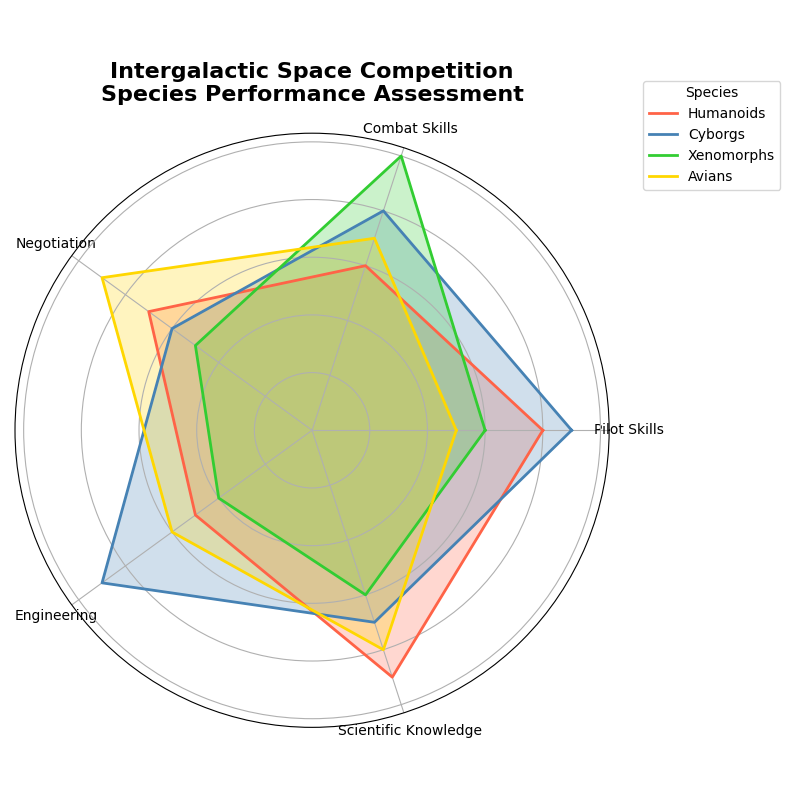 Intergalactic Space Competition
Species Performance Assessment
Species
Humanoids
Cyborgs
Xenomorphs
Avians
Combat Skills
Negotiation
Pilot Skills
Engineering
Scientific Knowledge